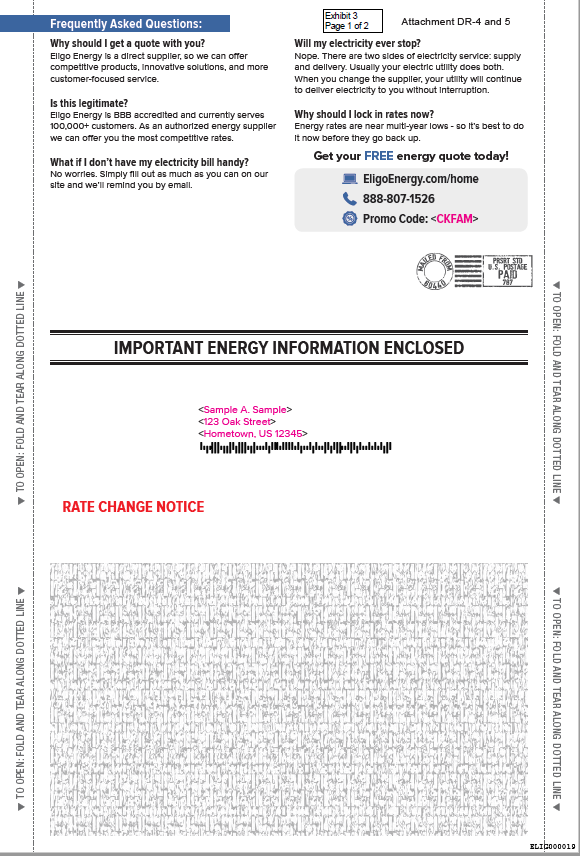 Frequently Asked Questions:
Exhibit 3
Page 1 of 2
Attachment DR-4 and 5
Why should I get a quote with you?
Eligo Energy is a direct supplier, so we can offer
competitive products, innovative solutions, and more
customer-focused service.
Is this legitimate?
Eligo Energy is BBB accredited and currently serves
100,000+ customers. As an authorized energy supplier
we can offer you the most competitive rates.
What if I don't have my electricity bill handy?
No worries. Simply fill out as much as you can on our
site and we'll remind you by email.
Will my electricity ever stop?
Nope. There are two sides of electricity service: supply
and delivery. Usually your electric utility does both.
When you change the supplier, your utility will continue
to deliver electricity to you without interruption.
Why should I lock in rates now?
Energy rates are near multi-year lows - so it's best to do
it now before they go back up.
Get your FREE energy quote today!
EligoEnergy.com/home
888-807-1526
Promo Code: <CKFAM>
MAILED FROM
80440
PRSRT STD
U.S. POSTAGE
PAID
787
◀ TO OPEN: FOLD AND TEAR ALONG DOTTED LINE ▶
◀ TO OPEN: FOLD AND TEAR ALONG DOTTED LINE ▶
IMPORTANT ENERGY INFORMATION ENCLOSED
<Sample A. Sample>
<123 Oak Street>
<Hometown, US 12345>
RATE CHANGE NOTICE
◀ TO OPEN: FOLD AND TEAR ALONG DOTTED LINE ▶
◀ TO OPEN: FOLD AND TEAR ALONG DOTTED LINE ▶
ELIG000019